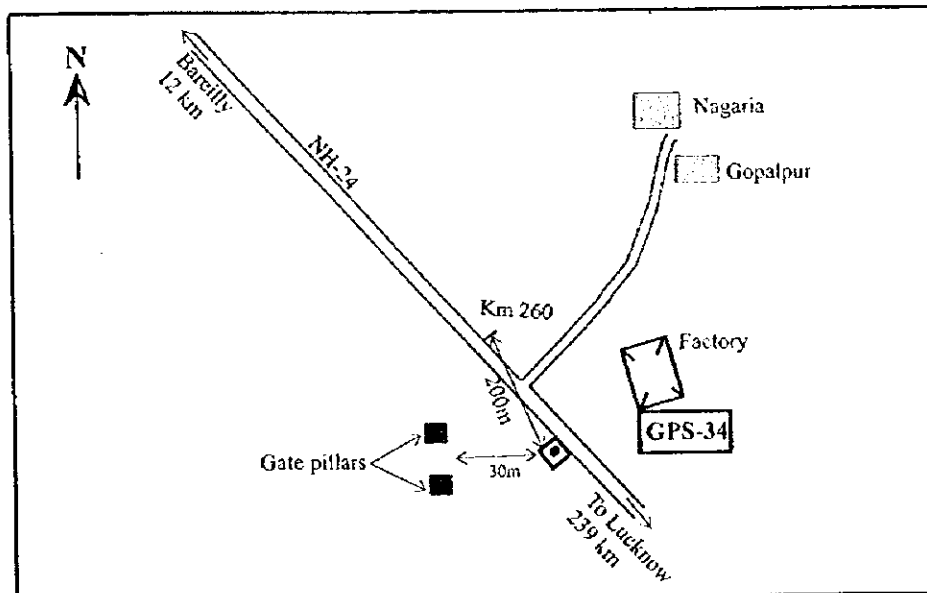 N
Bareilly
12 km
NH-24
Nagaria
Gopalpur
Km 260
Factory
200m
GPS-34
Gate pillars
30m
To Lucknow
239 km